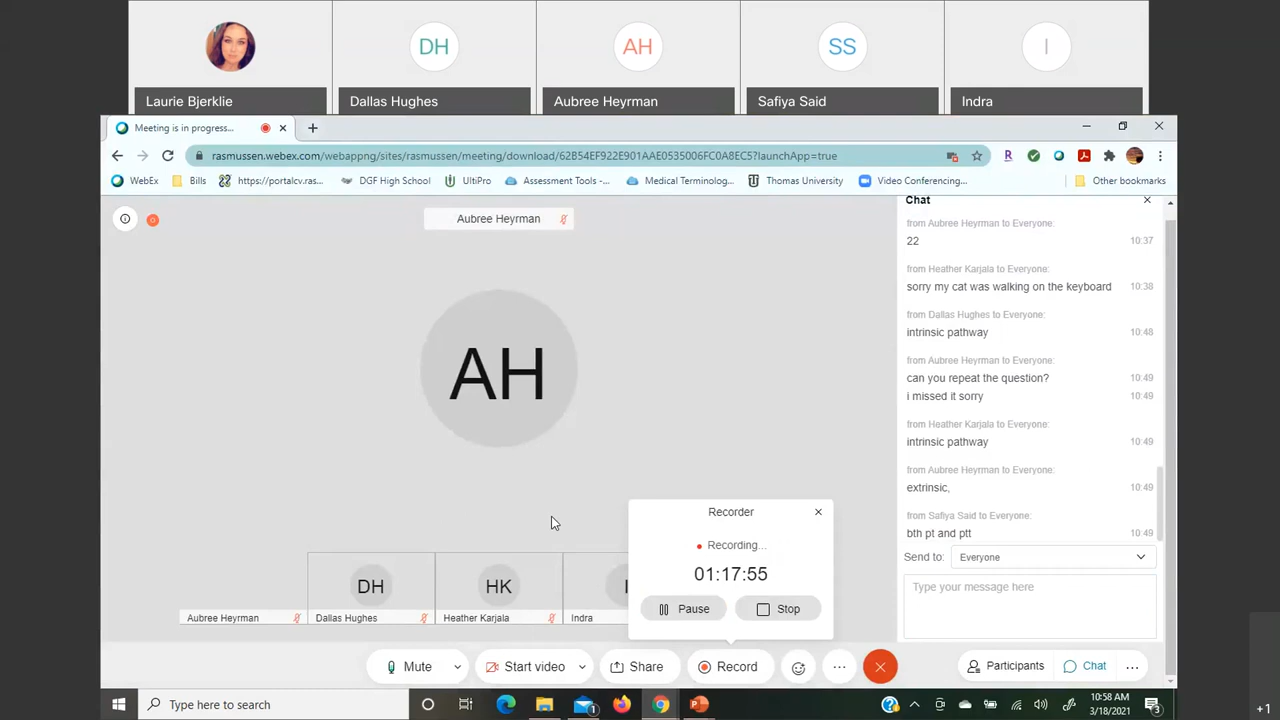 DH
AH
SS
I
Laurie Bjerklie
Dallas Hughes
Aubree Heyrman
Safiya Said
Indra
Meeting is in progress...
rasmussen.webex.com/webappng/sites/rasmussen/meeting/download/62B54EF922E901AAE0535006FC0A8EC5?launchApp=true
R
WebEx
Bills
https://portalcv.ras...
DGF High School
UltiPro
Assessment Tools -...
Medical Terminolog...
Thomas University
Video Conferencing...
Other bookmarks
Aubree Heyrman
AH
Chat
from Aubree Heyrman to Everyone:
22 10:37
from Heather Karjala to Everyone:
sorry my cat was walking on the keyboard 10:38
from Dallas Hughes to Everyone:
intrinsic pathway 10:48
from Aubree Heyrman to Everyone:
can you repeat the question? 10:49
i missed it sorry 10:49
from Heather Karjala to Everyone:
intrinsic pathway 10:49
from Aubree Heyrman to Everyone:
extrinsic, 10:49
from Safiya Said to Everyone:
bth pt and ptt 10:49
Send to: Everyone
Type your message here
Recorder
Recording...
01:17:55
Pause
Stop
DH
HK
I
Aubree Heyrman
Dallas Hughes
Heather Karjala
Indra
Mute
Start video
Share
Record
Participants
Chat
Type here to search
10:58 AM
3/18/2021
3
+1